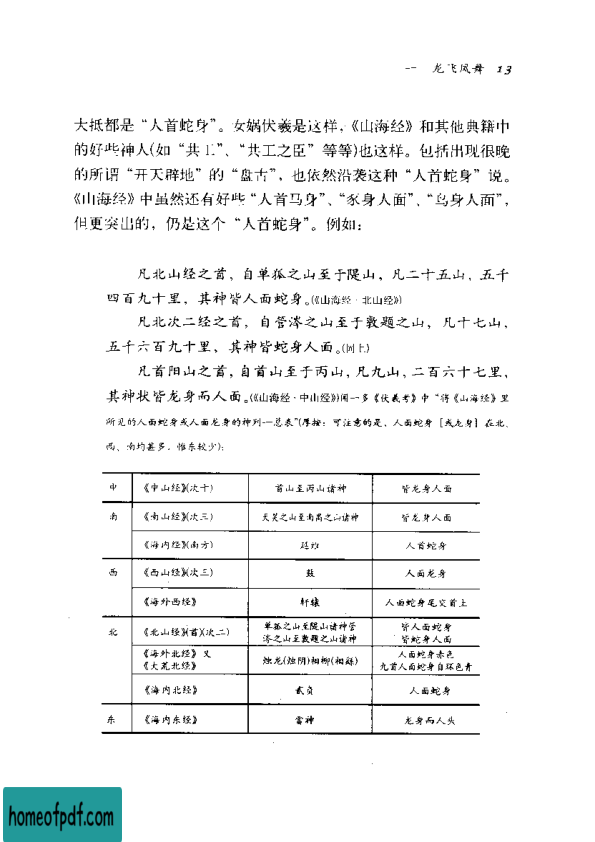 一 龙飞凤舞 13
大抵都是“人首蛇身”。女娲伏羲是这样，《山海经》和其他典籍中
的好些神人(如“共工”、“共工之臣”等等)也这样。包括出现很晚
的所谓“开天辟地”的“盘古”，也依然沿袭这种“人首蛇身”说。
《山海经》中虽然还有好些“人首马身”、“豕身人面”、“鸟身人面”，
但更突出的，仍是这个“人首蛇身”。例如：
凡北山经之首，自单狐之山至于隄山，凡二十五山，五千
四百九十里，其神皆人面蛇身。(《山海经·北山经》)
凡北次二经之首，自管涔之山至于敦题之山，凡十七山，
五千六百九十里，其神皆蛇身人面。(同上)
凡首阳山之首，自首山至于丙山，凡九山，二百六十七里，
其神状皆龙身而人面。(《山海经·中山经》)闻一多《伏羲考》中“将《山海经》里
所见的人面蛇身或人面龙身的神列一总表”(厚按：可注意的是，人面蛇身［或龙身］在北、
西、南均甚多，惟东较少)：
中 《中山经》(次十) 首山至丙山诸神 皆龙身人面
南 《南山经》(次三) 天吴之山至南禺之山诸神 皆龙身人面
《海内经》(南方) 延维 人首蛇身
西 《西山经》(次三) 鼓 人面龙身
《海外西经》 轩辕 人面蛇身尾交首上
北 《北山经》(首)(次二) 单狐之山至隄山诸神管 皆人面蛇身
涔之山至敦题之山诸神 皆蛇身人面
《海外北经》又 烛龙(烛阴)相柳(相繇) 人面蛇身赤色
《大荒北经》 九首人面蛇身自环色青
《海内北经》 贰负 人面蛇身
东 《海内东经》 雷神 龙身而人头
homeofpdf.com